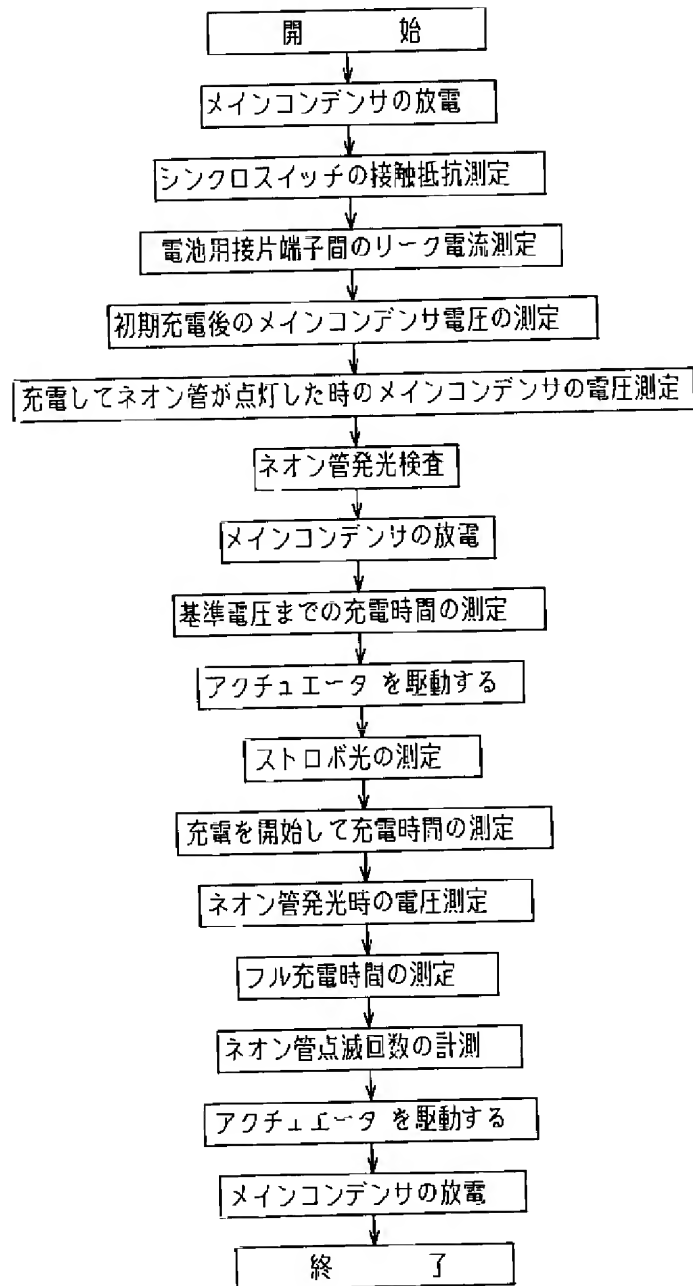 開 始
メインコンデンサの放電
シンクロスイッチの接触抵抗測定
電池用接片端子間のリーク電流測定
初期充電後のメインコンデンサ電圧の測定
充電してネオン管が点灯した時のメインコンデンサの電圧測定
ネオン管発光検査
メインコンデンサの放電
基準電圧までの充電時間の測定
アクチュエータ を駆動する
ストロボ光の測定
充電を開始して充電時間の測定
ネオン管発光時の電圧測定
フル充電時間の測定
ネオン管点滅回数の計測
アクチュエータ を駆動する
メインコンデンサの放電
終 了